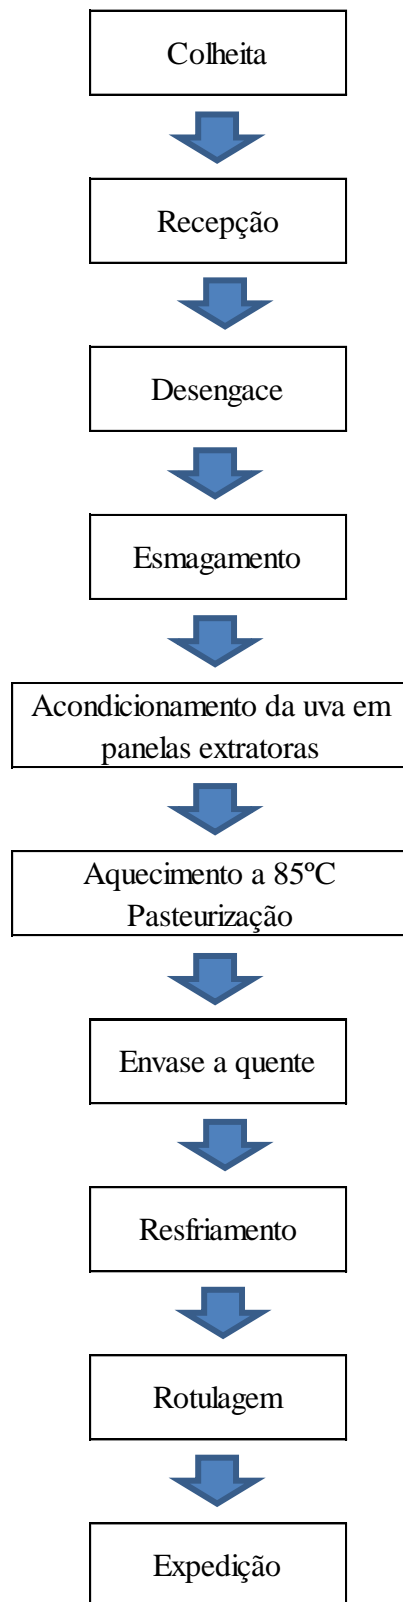 Colheita
Recepção
Desengace
Esmagamento
Acondicionamento da uva em
panelas extratoras
Aquecimento a 85ºC
Pasteurização
Envase a quente
Resfriamento
Rotulagem
Expedição